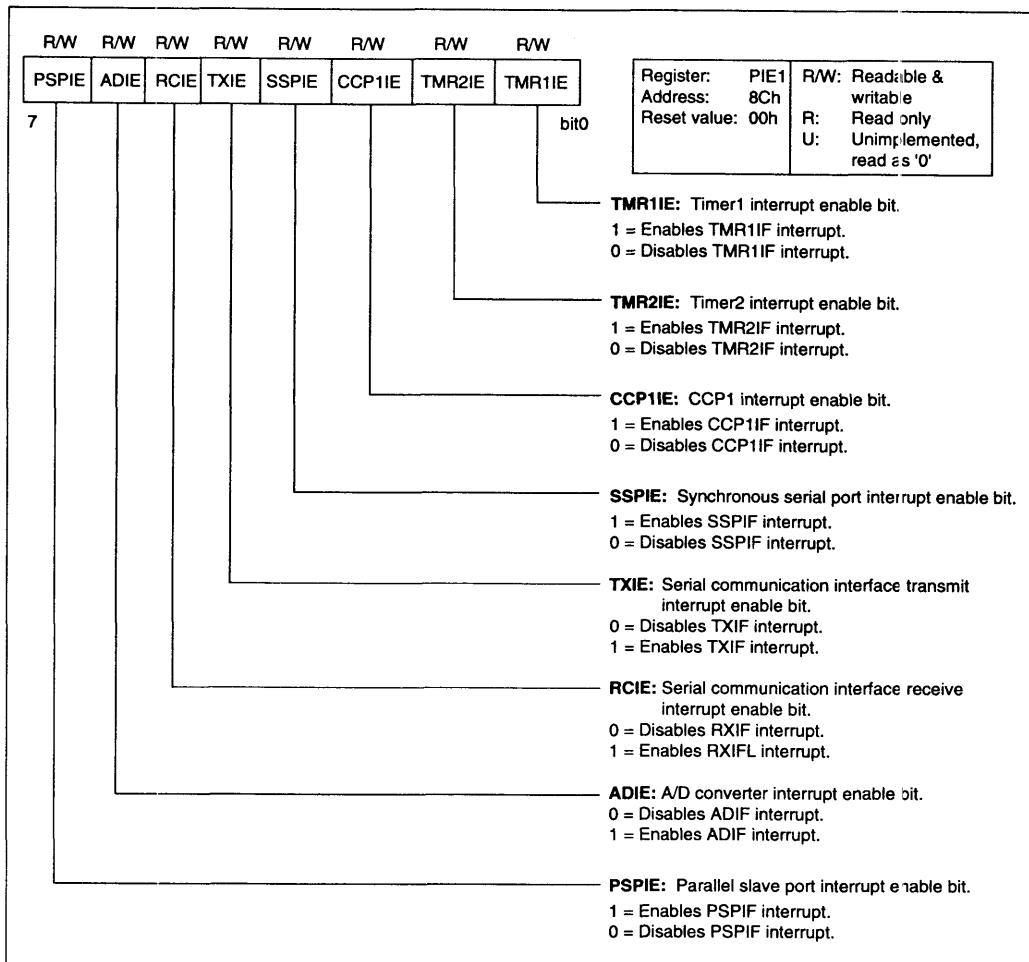 R/W R/W R/W R/W R/W R/W R/W R/W
PSPIE ADIE RCIE TXIE SSPIE CCP1IE TMR2IE TMR1IE
7 bit0
Register: PIE1
Address: 8Ch
Reset value: 00h
R/W: Readable & writable
R: Read only
U: Unimplemented, read as '0'
TMR1IE: Timer1 interrupt enable bit.
1 = Enables TMR1IF interrupt.
0 = Disables TMR1IF interrupt.
TMR2IE: Timer2 interrupt enable bit.
1 = Enables TMR2IF interrupt.
0 = Disables TMR2IF interrupt.
CCP1IE: CCP1 interrupt enable bit.
1 = Enables CCP1IF interrupt.
0 = Disables CCP1IF interrupt.
SSPIE: Synchronous serial port interrupt enable bit.
1 = Enables SSPIF interrupt.
0 = Disables SSPIF interrupt.
TXIE: Serial communication interface transmit
interrupt enable bit.
0 = Disables TXIF interrupt.
1 = Enables TXIF interrupt.
RCIE: Serial communication interface receive
interrupt enable bit.
0 = Disables RXIF interrupt.
1 = Enables RXIFL interrupt.
ADIE: A/D converter interrupt enable bit.
0 = Disables ADIF interrupt.
1 = Enables ADIF interrupt.
PSPIE: Parallel slave port interrupt enable bit.
1 = Enables PSPIF interrupt.
0 = Disables PSPIF interrupt.